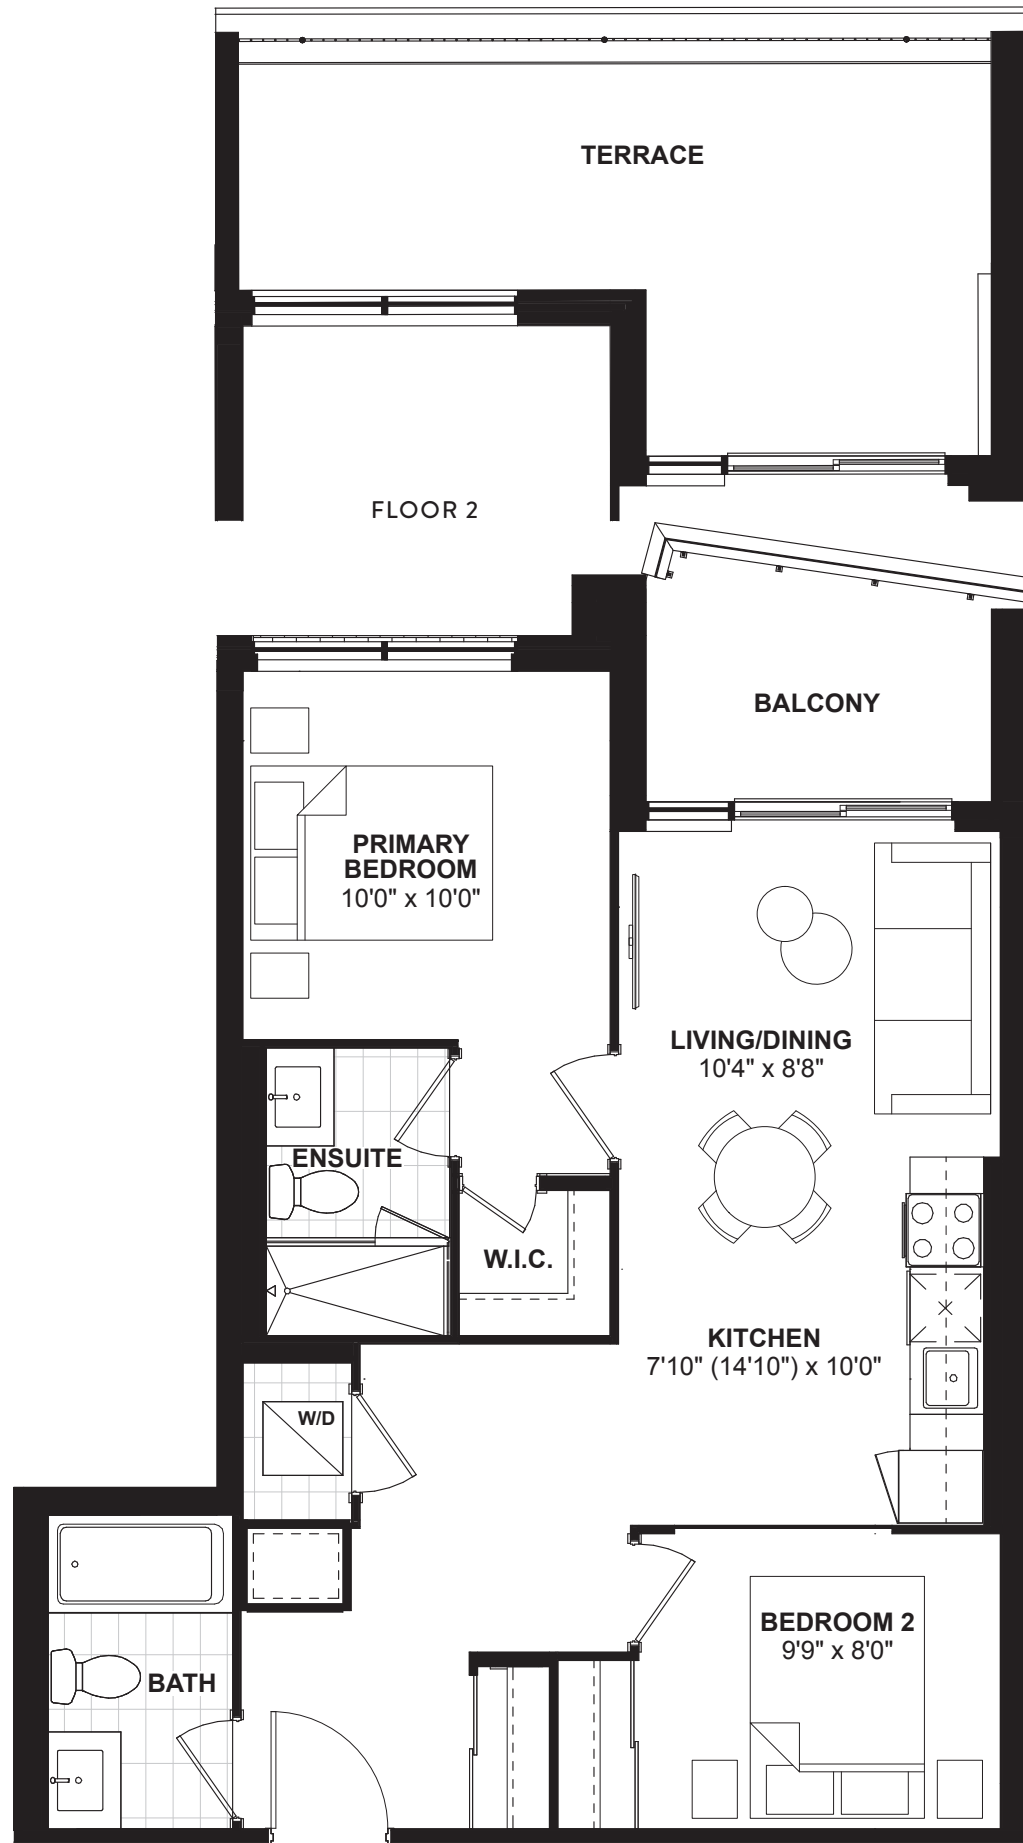 TERRACE
FLOOR 2
BALCONY
PRIMARY
BEDROOM
10'0" x 10'0"
LIVING/DINING
10'4" x 8'8"
ENSUITE
W.I.C.
KITCHEN
7'10" (14'10") x 10'0"
W/D
BEDROOM 2
9'9" x 8'0"
BATH